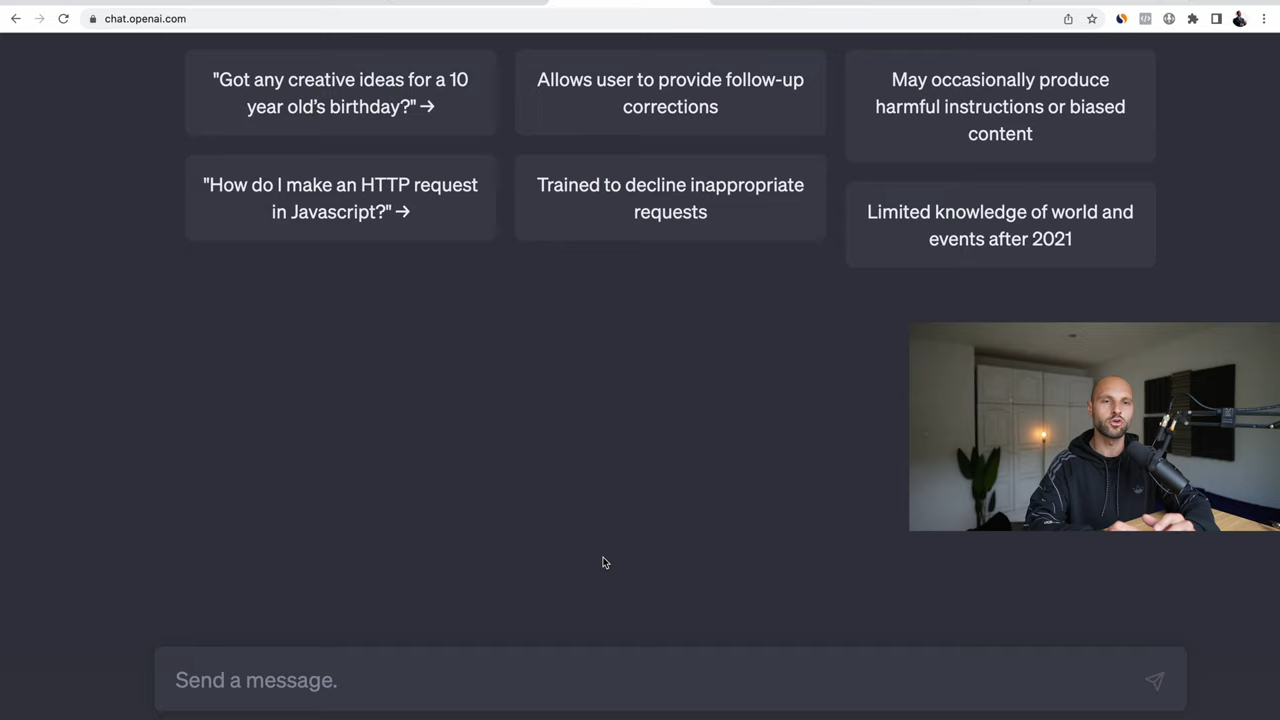 chat.openai.com
"Got any creative ideas for a 10
year old's birthday?" →
Allows user to provide follow-up
corrections
May occasionally produce
harmful instructions or biased
content
"How do I make an HTTP request
in Javascript?" →
Trained to decline inappropriate
requests
Limited knowledge of world and
events after 2021
Send a message.